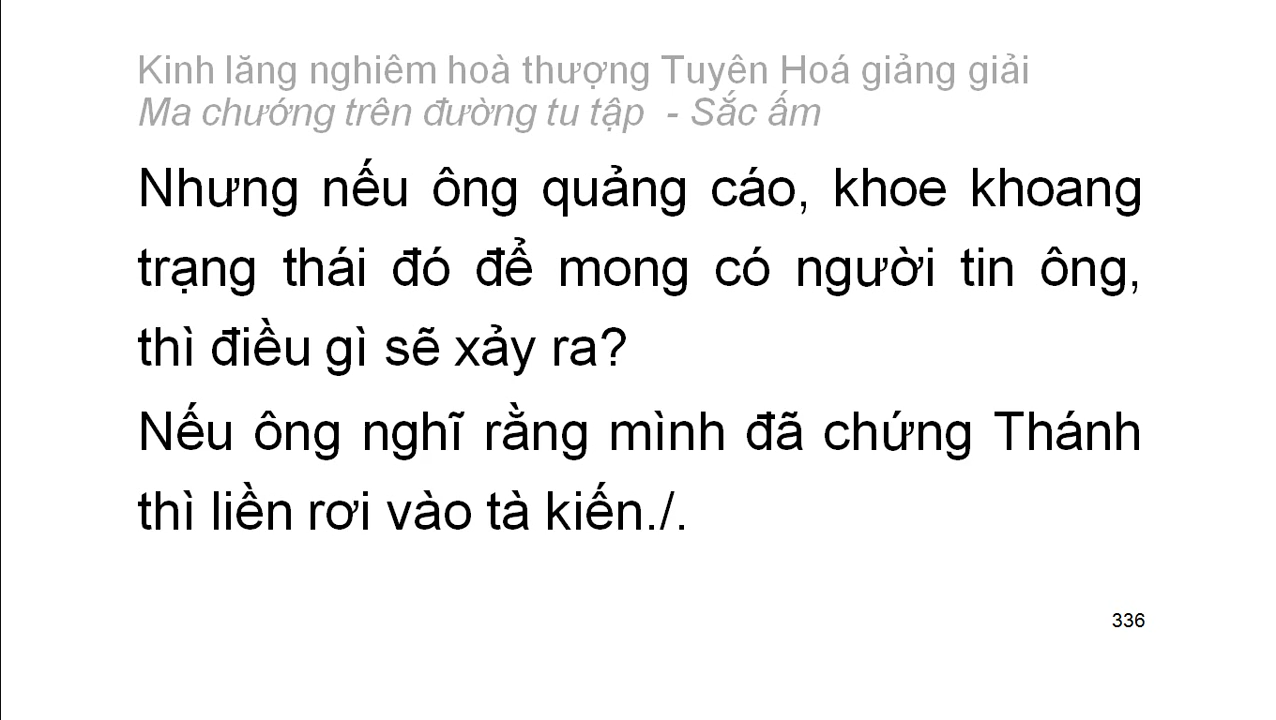 Kinh lăng nghiêm hoà thượng Tuyên Hoá giảng giải
Ma chướng trên đường tu tập - Sắc ấm
Nhưng nếu ông quảng cáo, khoe khoang
trạng thái đó để mong có người tin ông,
thì điều gì sẽ xảy ra?
Nếu ông nghĩ rằng mình đã chứng Thánh
thì liền rơi vào tà kiến./.
336